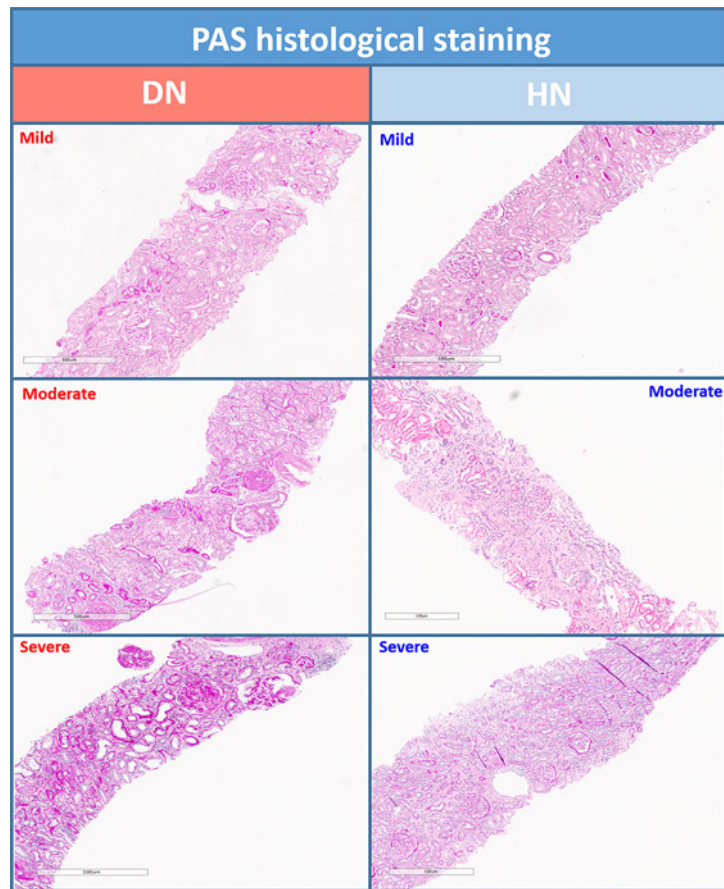 PAS histological staining
DN
HN
Mild
Mild
Moderate
Moderate
Severe
Severe